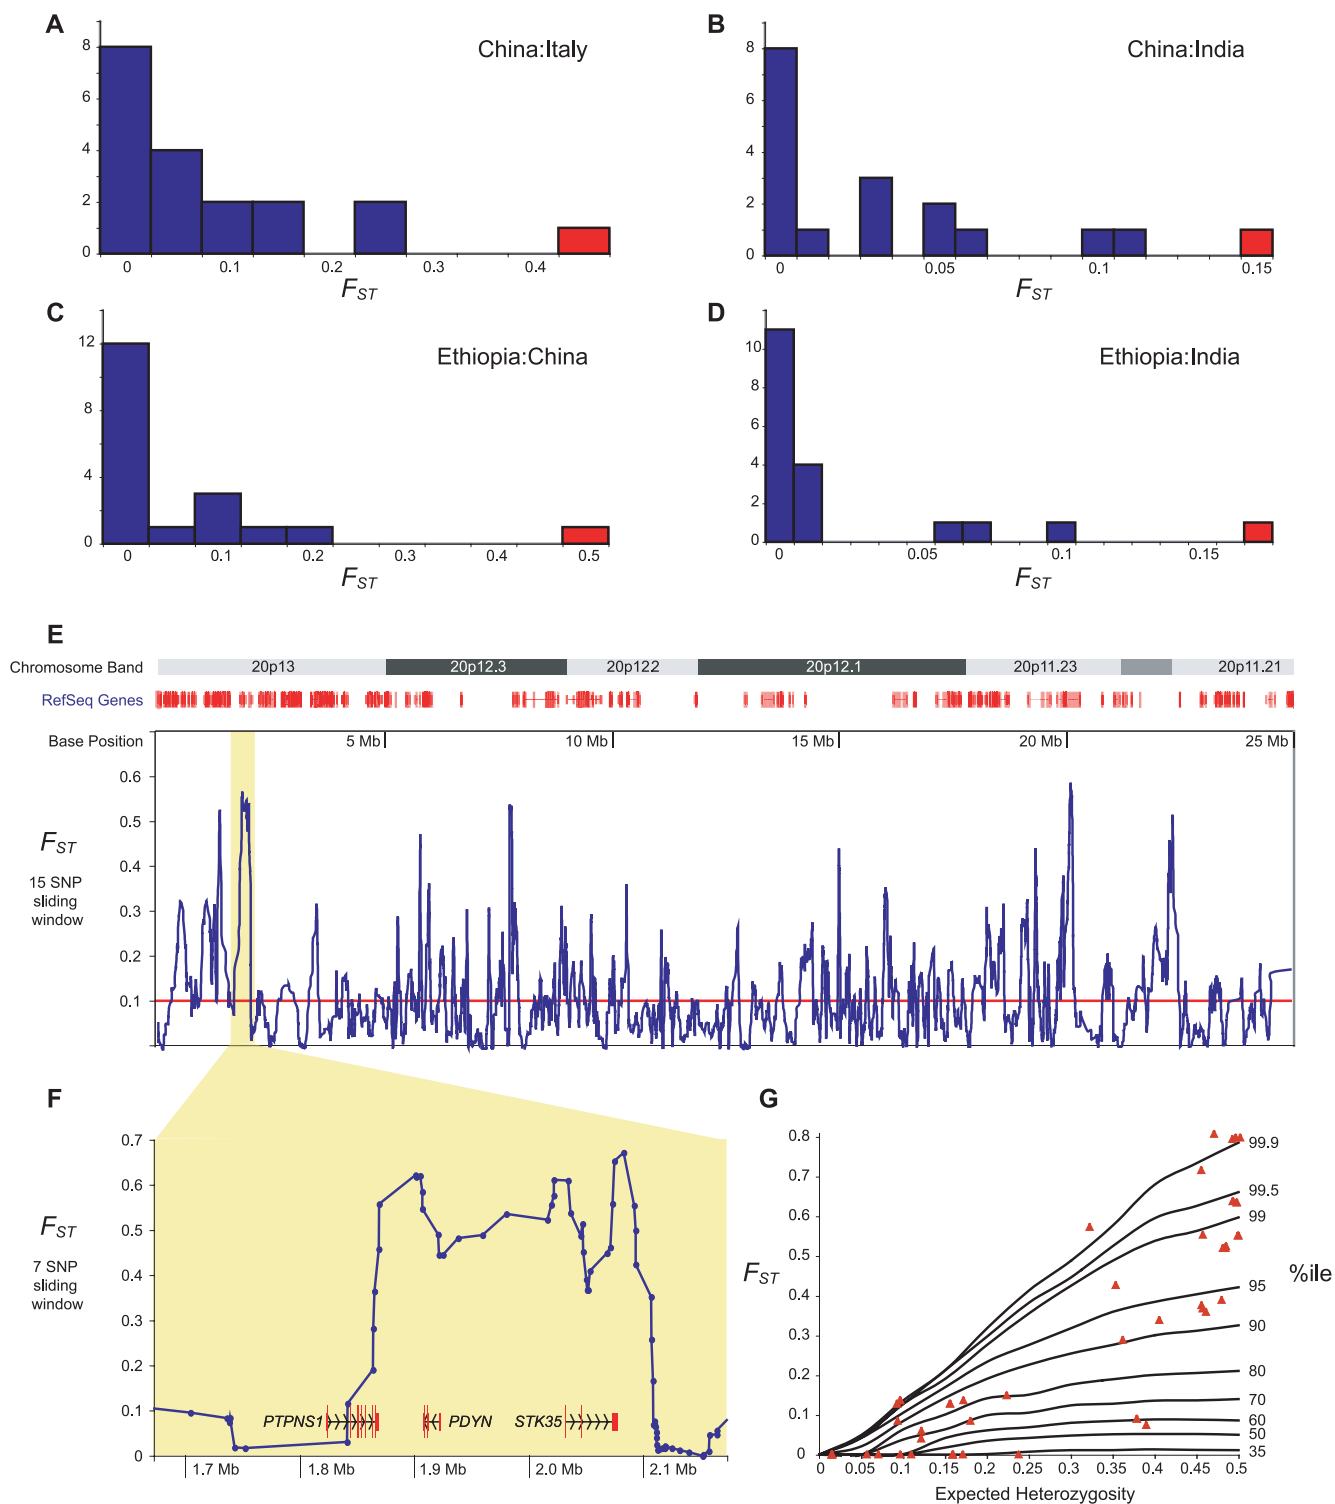 A
China:Italy
8
6
4
2
0
0 0.1 0.2 0.3 0.4
FST
B
China:India
8
6
4
2
0
0 0.05 0.1 0.15
FST
C
Ethiopia:China
12
8
4
0
0 0.1 0.2 0.3 0.4 0.5
FST
D
Ethiopia:India
10
8
6
4
2
0
0 0.05 0.1 0.15
FST
E
Chromosome Band 20p13 20p12.3 20p122 20p12.1 20p11.23 20p11.21
RefSeq Genes
Base Position 5 Mb 10 Mb 15 Mb 20 Mb 25 Mb
0.6
0.5
0.4
0.3
0.2
0.1
FST
15 SNP
sliding
window
F
0.7
0.6
0.5
0.4
0.3
0.2
0.1
0
FST
7 SNP
sliding
window
PTPNS1 PDYN STK35
1.7 Mb 1.8 Mb 1.9 Mb 2.0 Mb 2.1 Mb
G
0.8
0.7
0.6
0.5
0.4
0.3
0.2
0.1
0
FST
99.9
99.5
99
95
90
80
70
60
50
35
%ile
0 0.05 0.1 0.15 0.2 0.25 0.3 0.35 0.4 0.45 0.5
Expected Heterozygosity